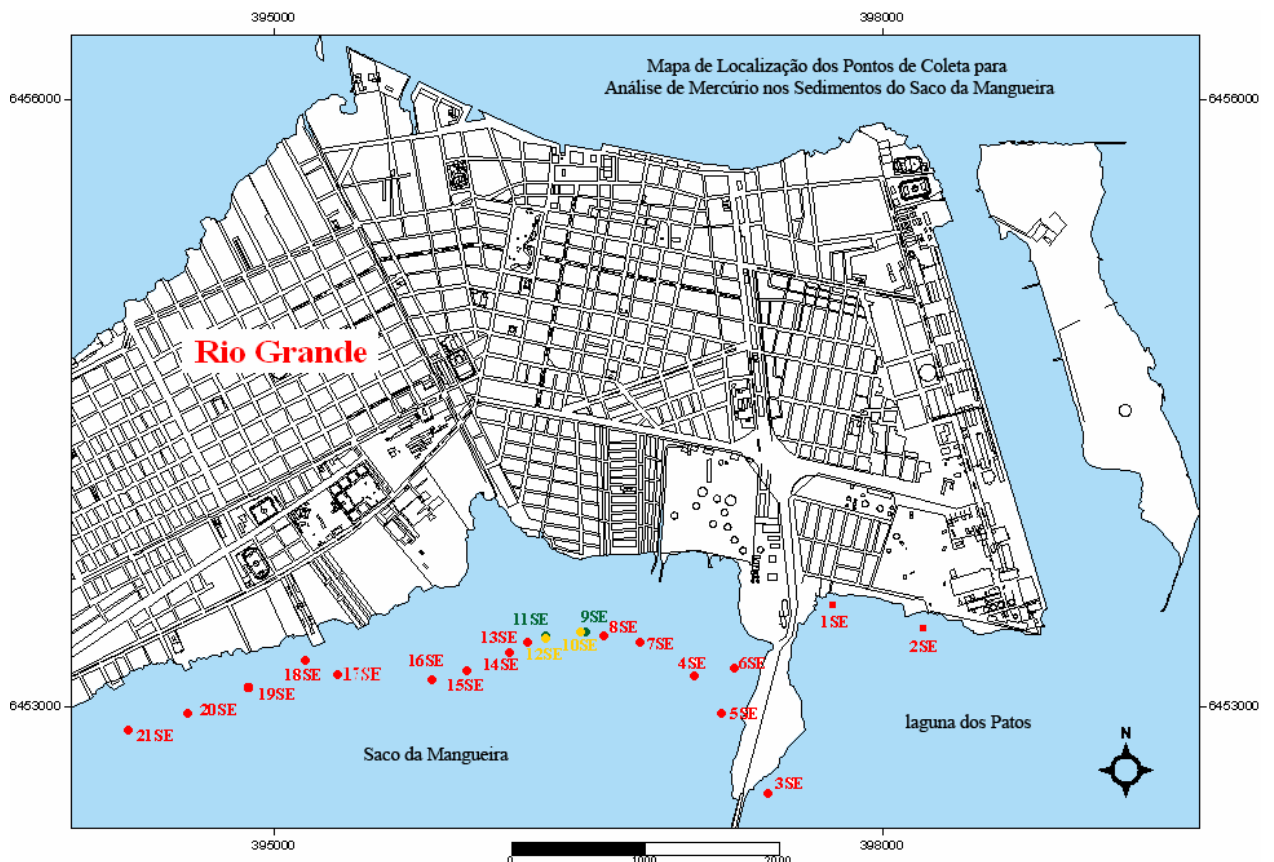 395000
398000
6456000
6456000
Mapa de Localização dos Pontos de Coleta para
Análise de Mercúrio nos Sedimentos do Saco da Mangueira
Rio Grande
1SE
2SE
11SE
9SE
8SE
13SE
12SE
10SE
7SE
14SE
16SE
15SE
4SE
6SE
18SE
17SE
19SE
5SE
20SE
21SE
3SE
6453000
6453000
laguna dos Patos
Saco da Mangueira
N
395000
398000
0
1000
2000